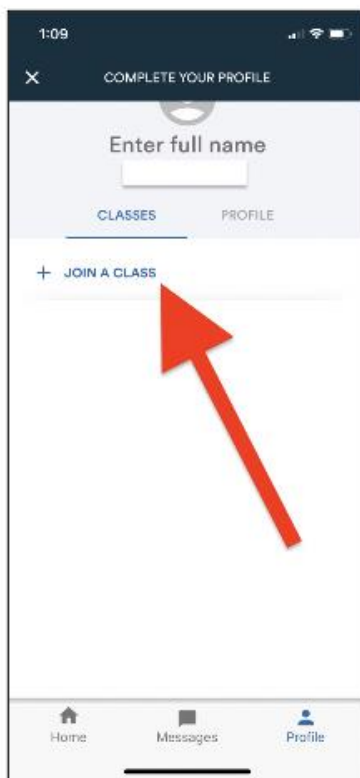 1:09
COMPLETE YOUR PROFILE
Enter full name
CLASSES PROFILE
+ JOIN A CLASS
Home Messages Profile